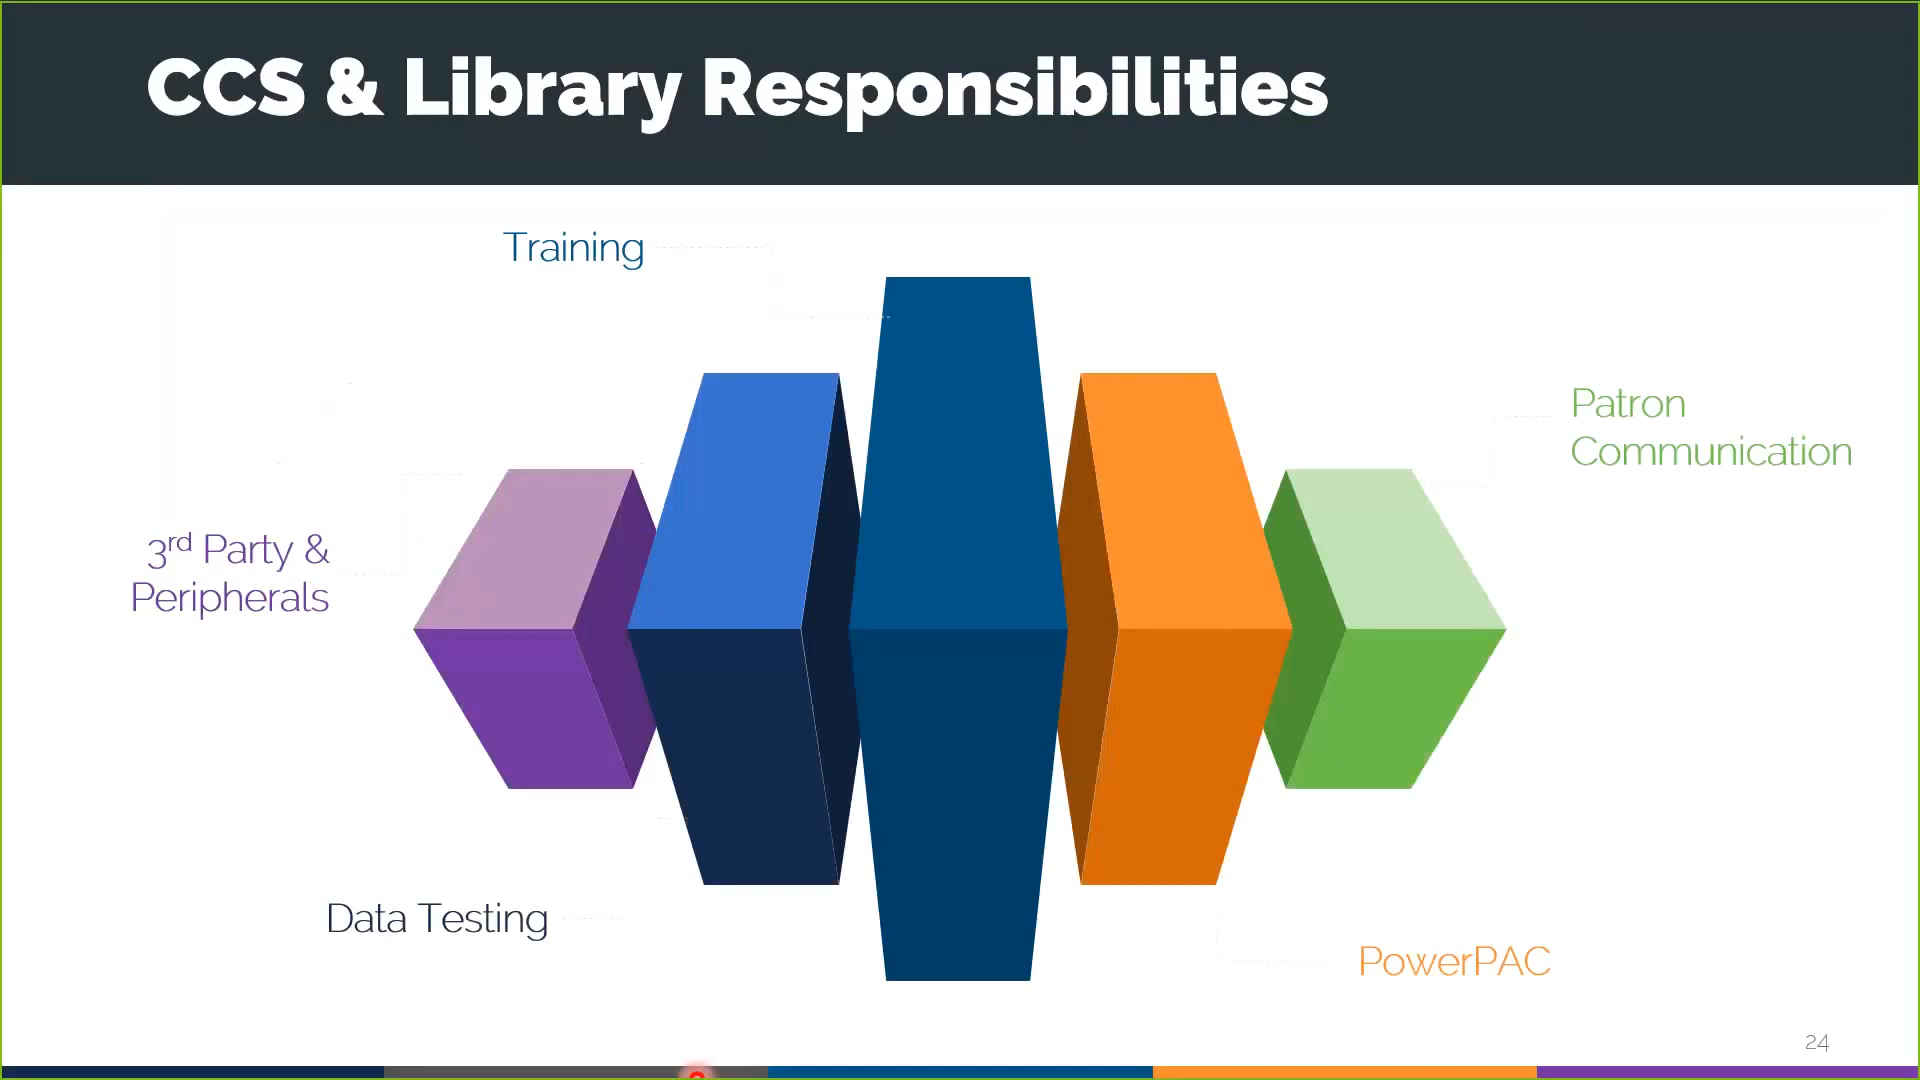 CCS & Library Responsibilities
Training
Patron
Communication
3rd Party &
Peripherals
Data Testing
PowerPAC
24